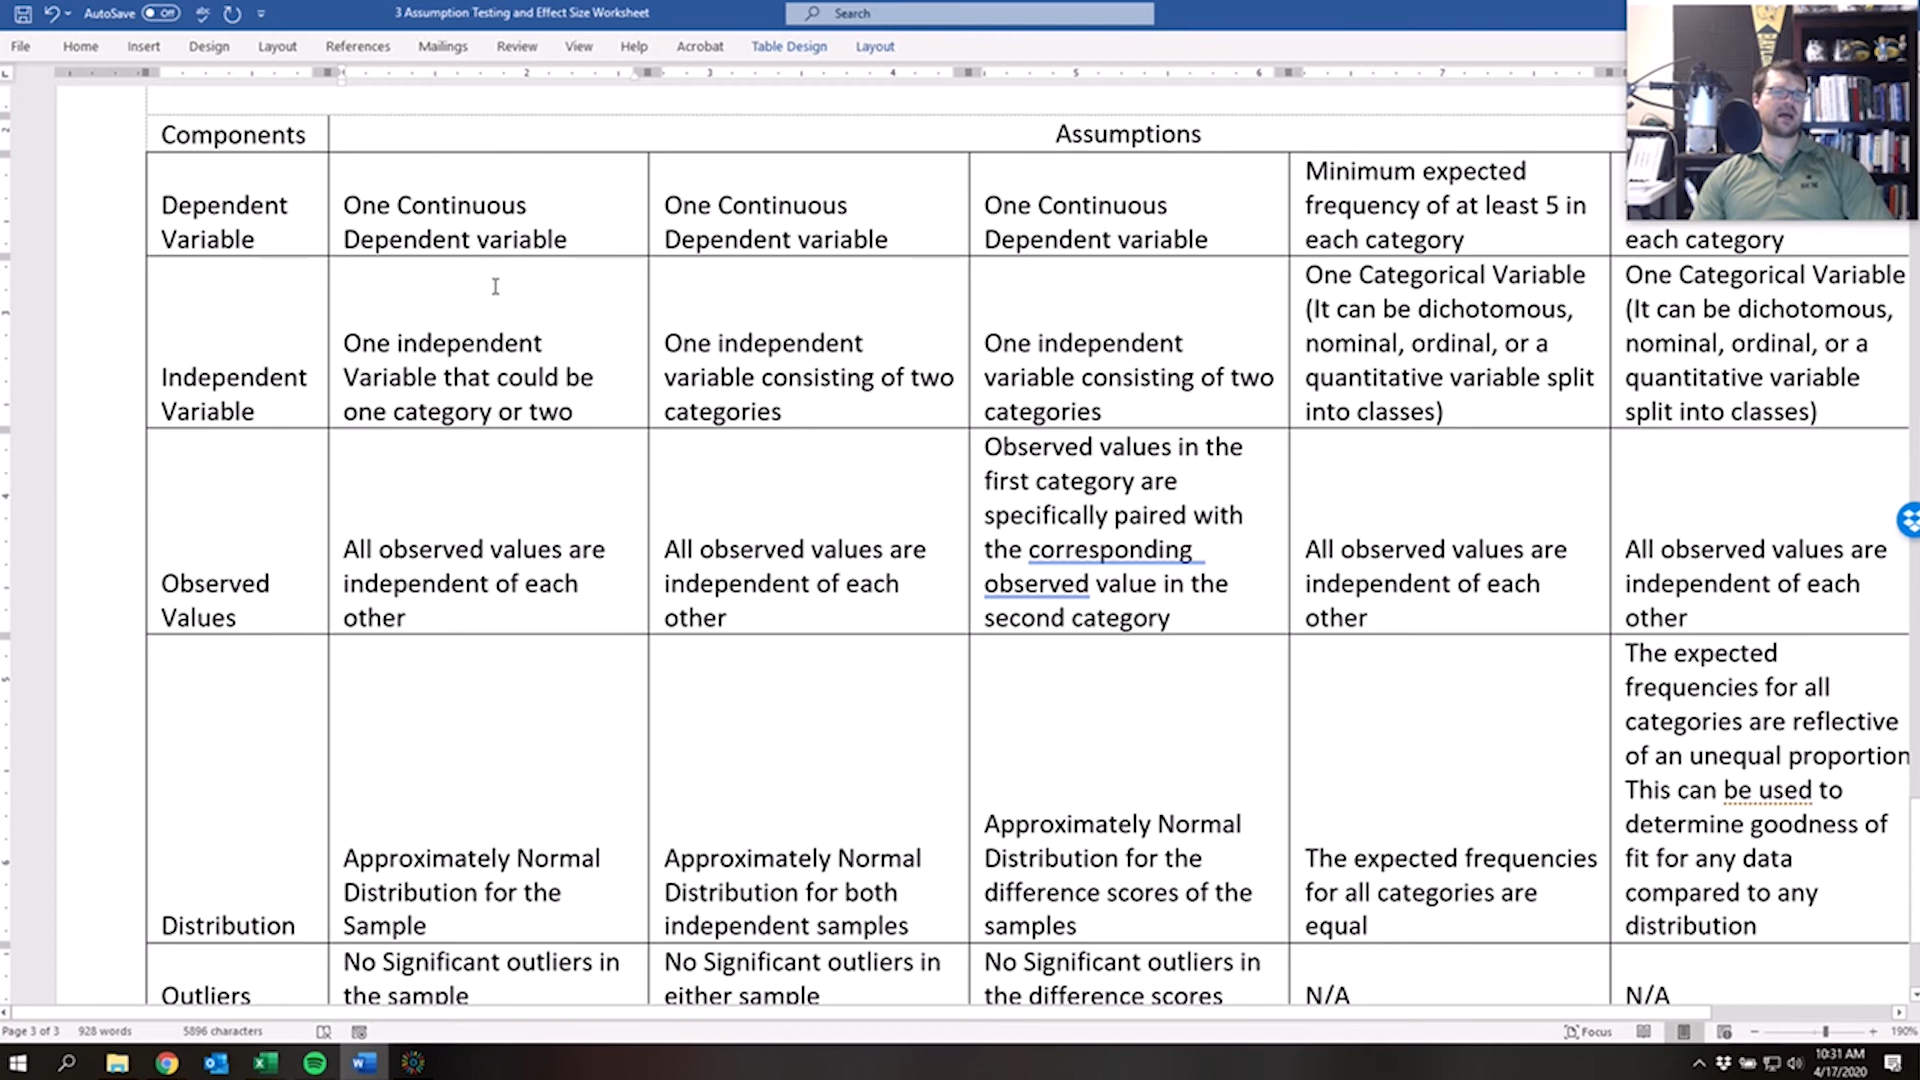 AutoSave Off
3 Assumption Testing and Effect Size Worksheet
Search
File Home Insert Design Layout References Mailings Review View Help Acrobat Table Design Layout
2 3 4 5 6 7
Components
Assumptions
Dependent
Variable
One Continuous
Dependent variable
One Continuous
Dependent variable
One Continuous
Dependent variable
Minimum expected
frequency of at least 5 in
each category
each category
Independent
Variable
One independent
Variable that could be
one category or two
One independent
variable consisting of two
categories
One independent
variable consisting of two
categories
One Categorical Variable
(It can be dichotomous,
nominal, ordinal, or a
quantitative variable split
into classes)
One Categorical Variable
(It can be dichotomous,
nominal, ordinal, or a
quantitative variable
split into classes)
Observed
Values
All observed values are
independent of each
other
All observed values are
independent of each
other
Observed values in the
first category are
specifically paired with
the corresponding
observed value in the
second category
All observed values are
independent of each
other
All observed values are
independent of each
other
Distribution
Approximately Normal
Distribution for the
Sample
Approximately Normal
Distribution for both
independent samples
Approximately Normal
Distribution for the
difference scores of the
samples
The expected frequencies
for all categories are
equal
The expected
frequencies for all
categories are reflective
of an unequal proportion
This can be used to
determine goodness of
fit for any data
compared to any
distribution
Outliers
No Significant outliers in
the sample
No Significant outliers in
either sample
No Significant outliers in
the difference scores
N/A
N/A
Page 3 of 3 928 words 5896 characters
Focus
190%
10:31 AM
4/17/2020